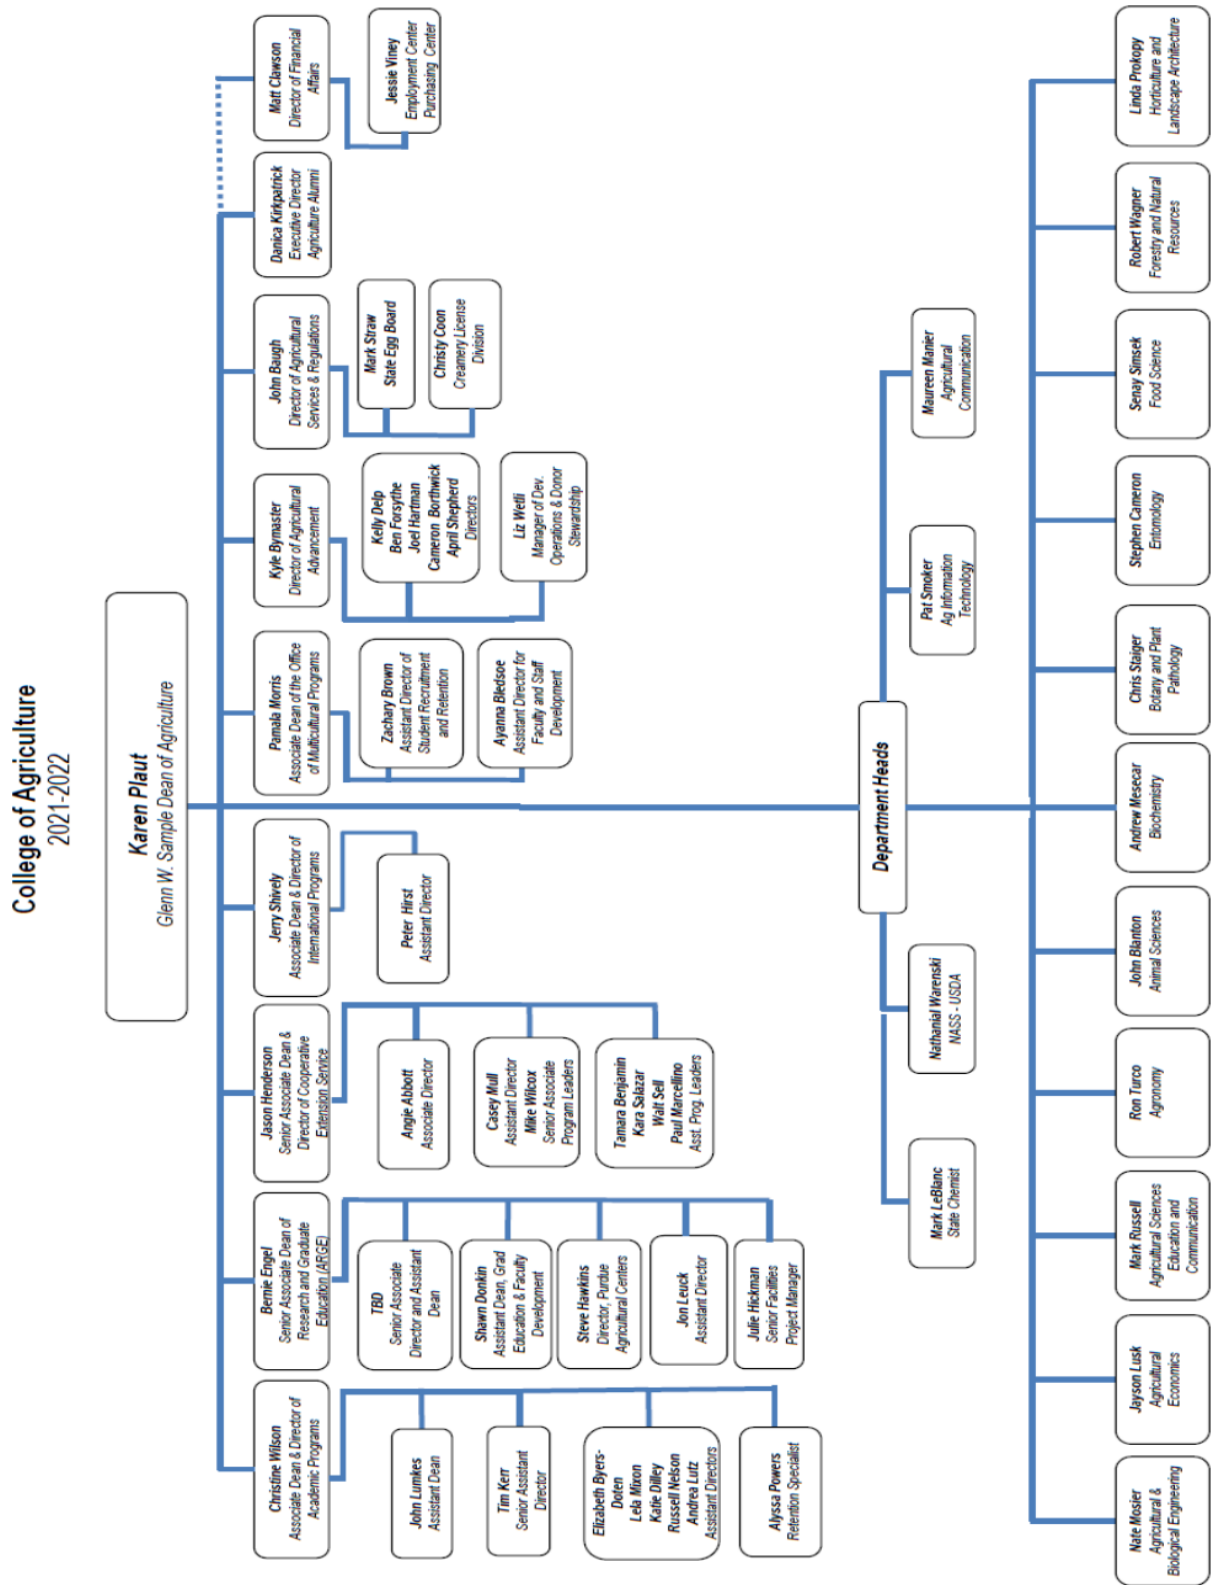 College of Agriculture
2021-2022
Karen Plaut
Glenn W. Sample Dean of Agriculture
Christine Wilson
Associate Dean & Director of
Academic Programs
Bernie Engel
Senior Associate Dean of
Research and Graduate
Education (ARGE)
Jason Henderson
Senior Associate Dean &
Director of Cooperative
Extension Service
Jerry Shively
Associate Dean & Director of
International Programs
Pamala Morris
Associate Dean of the Office
of Multicultural Programs
Kyle Bymaster
Director of Agricultural
Advancement
John Baugh
Director of Agricultural
Services & Regulations
Danica Kirkpatrick
Executive Director
Agriculture Alumni
Matt Clawson
Director of Financial
Affairs
John Lumkes
Assistant Dean
Tim Kerr
Senior Assistant
Director
Elizabeth Byers-
Doten
Lela Mixon
Katie Dilley
Russell Nelson
Andrea Lutz
Assistant Directors
Alyssa Powers
Retention Specialist
TBD
Senior Associate
Director and Assistant
Dean
Shawn Donkin
Assistant Dean, Grad
Education & Faculty
Development
Steve Hawkins
Director, Purdue
Agricultural Centers
Jon Leuck
Assistant Director
Julie Hickman
Senior Facilities
Project Manager
Angie Abbott
Associate Director
Casey Mull
Assistant Director
Mike Wilcox
Senior Associate
Program Leaders
Tamara Benjamin
Kara Salazar
Walt Sell
Paul Marcellino
Asst. Prog. Leaders
Peter Hirst
Assistant Director
Zachary Brown
Assistant Director of
Student Recruitment
and Retention
Ayanna Bledsoe
Assistant Director for
Faculty and Staff
Development
Kelly Delp
Ben Forsythe
Joel Hartman
Cameron Borthwick
April Shepherd
Directors
Liz Wetli
Manager of Dev.
Operations & Donor
Stewardship
Mark Straw
State Egg Board
Christy Coon
Creamery License
Division
Jessie Viney
Employment Center
Purchasing Center
Department Heads
Mark LeBlanc
State Chemist
Nathanial Warenski
NASS - USDA
Pat Smoker
Ag Information
Technology
Maureen Manier
Agricultural
Communication
Nate Mosier
Agricultural &
Biological Engineering
Jayson Lusk
Agricultural
Economics
Mark Russell
Agricultural Sciences
Education and
Communication
Ron Turco
Agronomy
John Blanton
Animal Sciences
Andrew Mesecar
Biochemistry
Chris Staiger
Botany and Plant
Pathology
Stephen Cameron
Entomology
Senay Simsek
Food Science
Robert Wagner
Forestry and Natural
Resources
Linda Prokopy
Horticulture and
Landscape Architecture